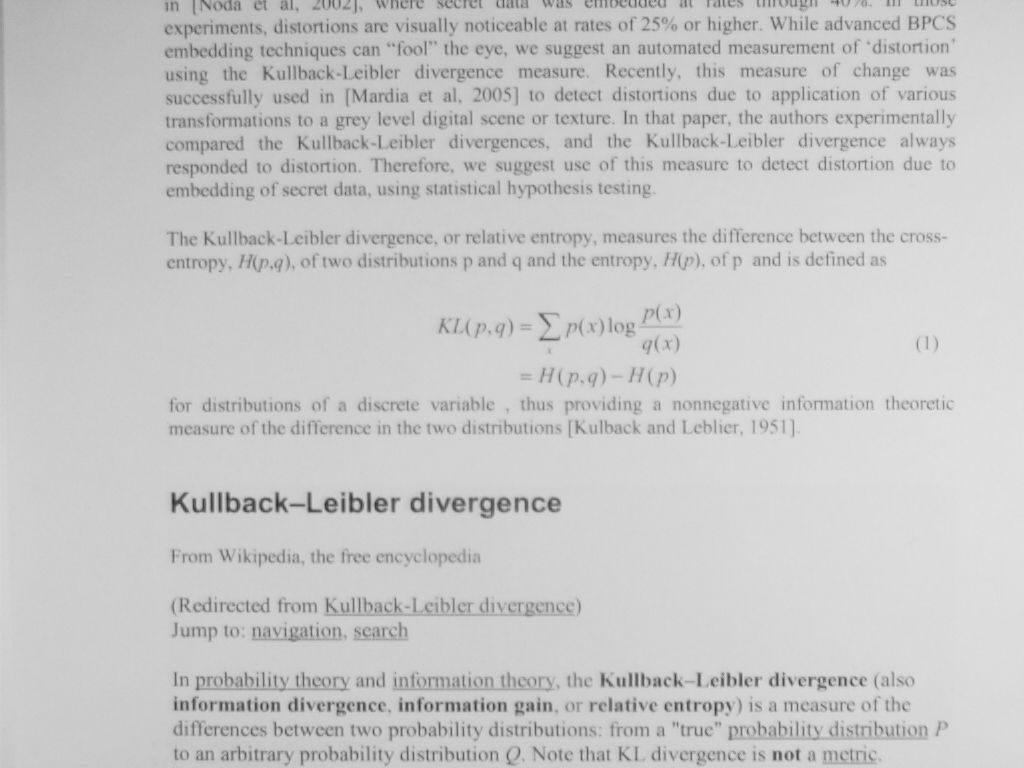 in [Noda et al, 2002], where secret data was embedded at rates through 40%. In those
experiments, distortions are visually noticeable at rates of 25% or higher. While advanced BPCS
embedding techniques can “fool” the eye, we suggest an automated measurement of ‘distortion’
using the Kullback-Leibler divergence measure. Recently, this measure of change was
successfully used in [Mardia et al, 2005] to detect distortions due to application of various
transformations to a grey level digital scene or texture. In that paper, the authors experimentally
compared the Kullback-Leibler divergences, and the Kullback-Leibler divergence always
responded to distortion. Therefore, we suggest use of this measure to detect distortion due to
embedding of secret data, using statistical hypothesis testing.
The Kullback-Leibler divergence, or relative entropy, measures the difference between the cross-
entropy, H(p,q), of two distributions p and q and the entropy, H(p), of p and is defined as
KL(p,q) = ∑ₓ p(x) log p(x)/q(x)
(1)
= H(p,q) − H(p)
for distributions of a discrete variable , thus providing a nonnegative information theoretic
measure of the difference in the two distributions [Kulback and Leblier, 1951].
Kullback–Leibler divergence
From Wikipedia, the free encyclopedia
(Redirected from Kullback-Leibler divergence)
Jump to: navigation, search
In probability theory and information theory, the Kullback–Leibler divergence (also
information divergence, information gain, or relative entropy) is a measure of the
differences between two probability distributions: from a "true" probability distribution P
to an arbitrary probability distribution Q. Note that KL divergence is not a metric.